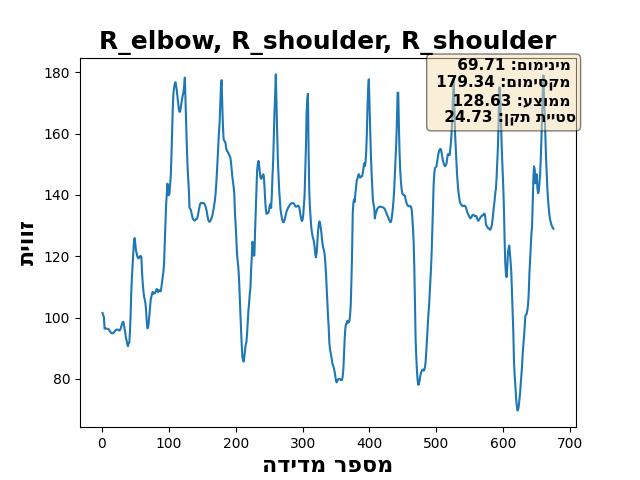 R_elbow, R_shoulder, R_shoulder
מינימום: 69.71
מקסימום: 179.34
ממוצע: 128.63
סטיית תקן: 24.73
זווית
180
160
140
120
100
80
0 100 200 300 400 500 600 700
מספר מדידה